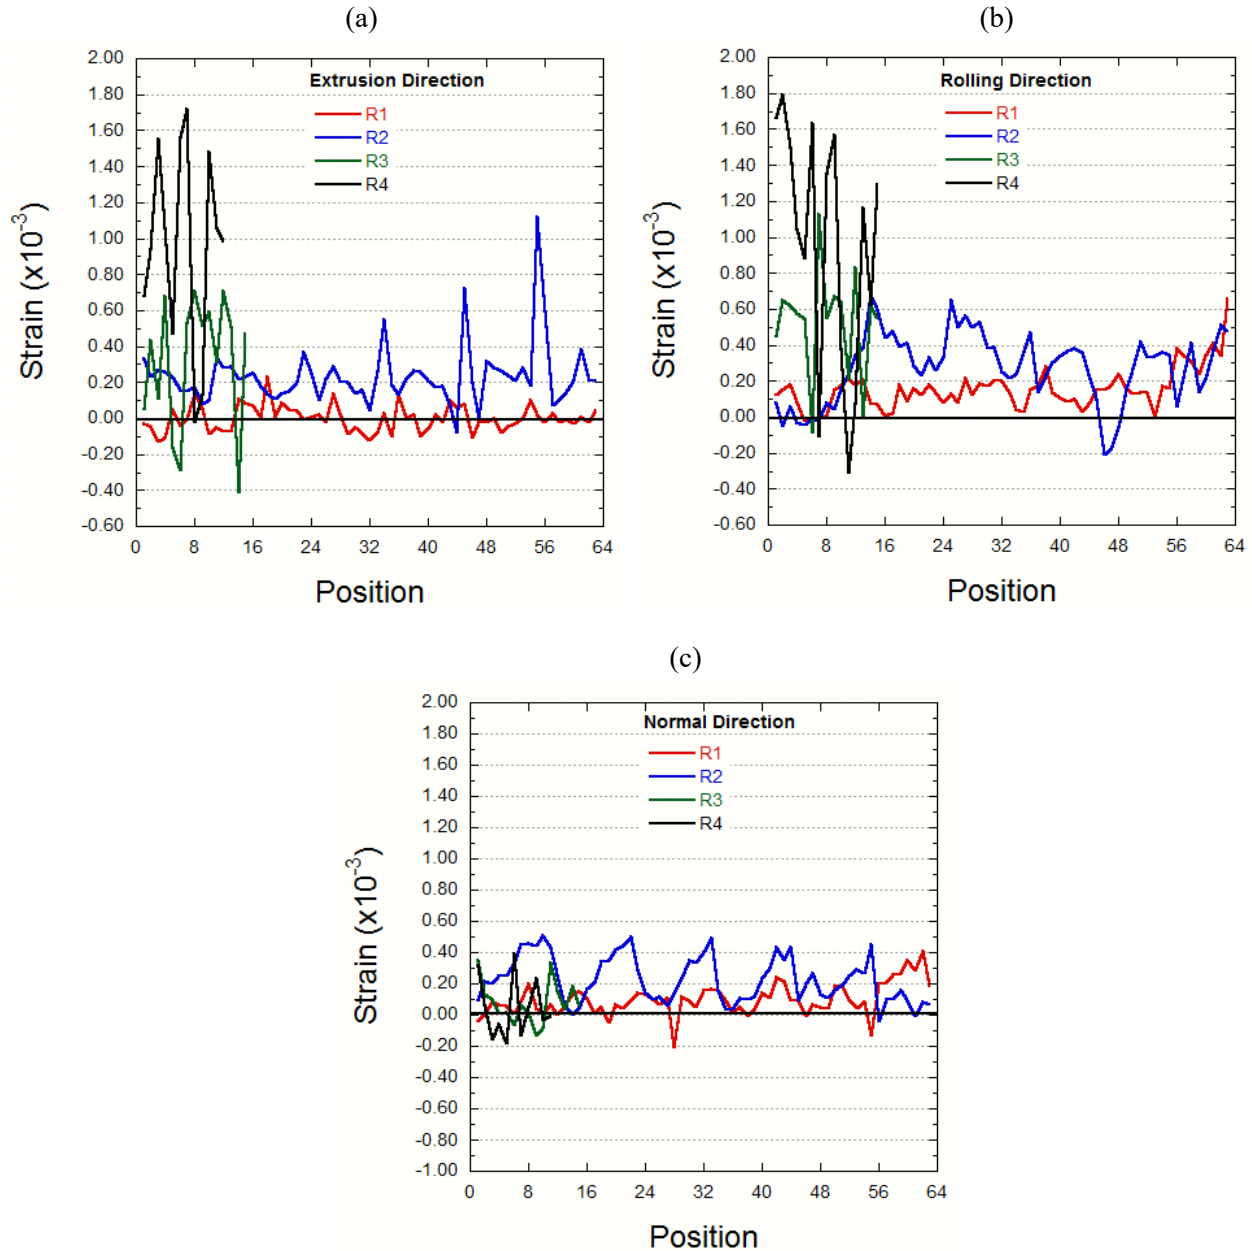 (a)
Extrusion Direction
R1
R2
R3
R4
2.00
1.80
1.60
1.40
1.20
1.00
0.80
0.60
0.40
0.20
0.00
-0.20
-0.40
-0.60
0 8 16 24 32 40 48 56 64
Strain (x10⁻³)
Position
(b)
Rolling Direction
R1
R2
R3
R4
2.00
1.80
1.60
1.40
1.20
1.00
0.80
0.60
0.40
0.20
0.00
-0.20
-0.40
-0.60
0 8 16 24 32 40 48 56 64
Strain (x10⁻³)
Position
(c)
Normal Direction
R1
R2
R3
R4
2.00
1.80
1.60
1.40
1.20
1.00
0.80
0.60
0.40
0.20
0.00
-0.20
-0.40
-0.60
-0.80
-1.00
0 8 16 24 32 40 48 56 64
Strain (x10⁻³)
Position